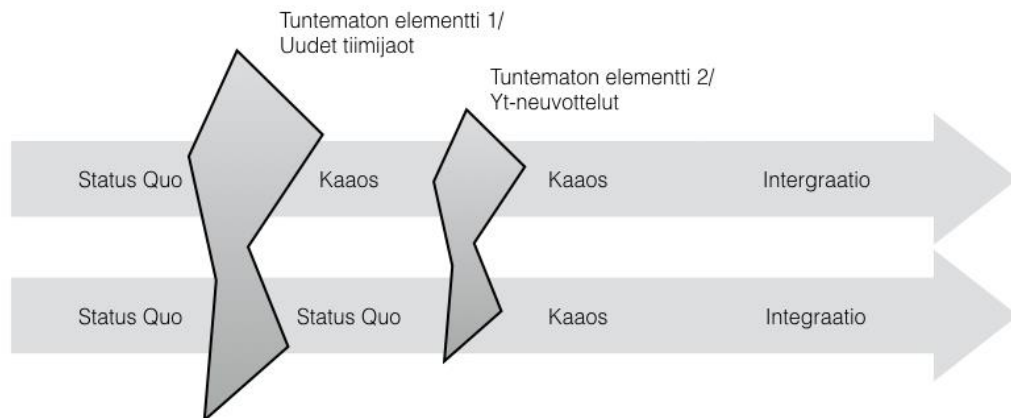 Tuntematon elementti 1/
Uudet tiimijaot
Tuntematon elementti 2/
Yt-neuvottelut
Status Quo
Kaaos
Kaaos
Intergraatio
Status Quo
Status Quo
Kaaos
Integraatio